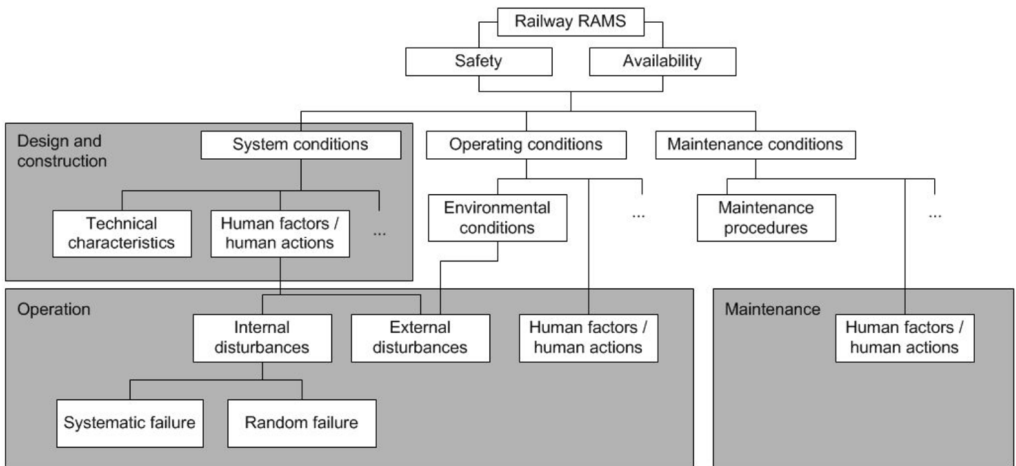 Railway RAMS
Safety
Availability
Design and
construction
System conditions
Operating conditions
Maintenance conditions
Technical
characteristics
Human factors /
human actions
...
Environmental
conditions
...
Maintenance
procedures
...
Operation
Internal
disturbances
External
disturbances
Human factors /
human actions
Maintenance
Human factors /
human actions
Systematic failure
Random failure